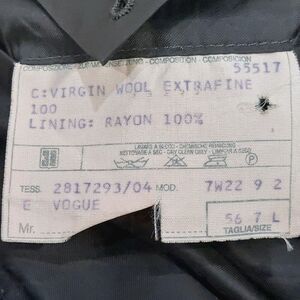 COMPOSIZIONE - ZUSAMMENSETZUNG - COMPOSITION - COMPOSICION
55517
C:VIRGIN WOOL EXTRAFINE
100
LINING: RAYON 100%
LAVARE A SECCO - CHEMISCHE REINIGUNG
NETTOYAGE A SEC - DRY CLEAN ONLY - LIMPIAR A SECO
P
TESS. 2817293/04 MOD. 7W22 9 2
VOGUE
Mr.
56 7 L
TAGLIA/SIZE